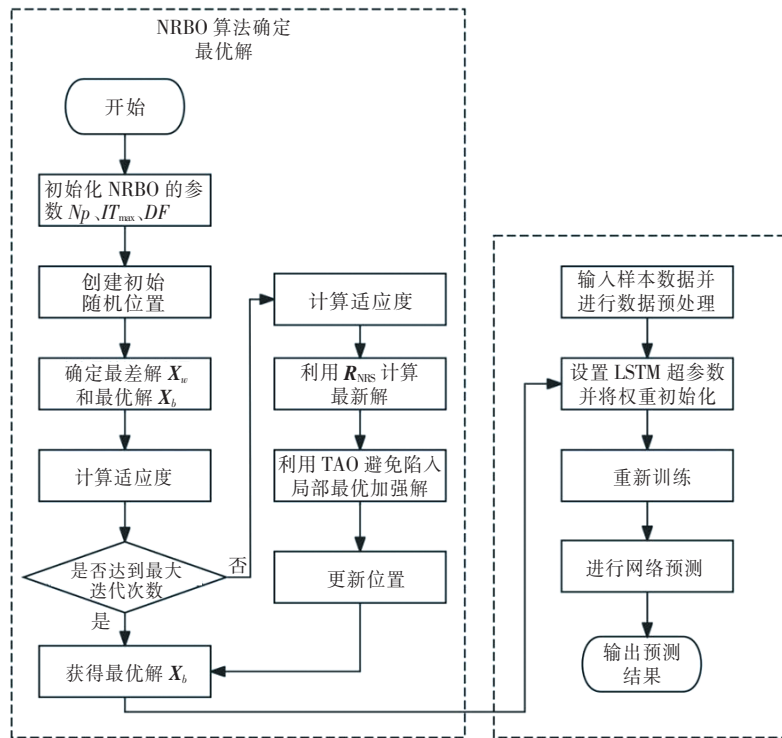 NRBO 算法确定
最优解
开始
初始化 NRBO 的参
数 Np、ITmax、DF
创建初始
随机位置
确定最差解 Xw
和最优解 Xb
计算适应度
是否达到最大
迭代次数
否
是
获得最优解 Xb
计算适应度
利用 RNRS 计算
最新解
利用 TAO 避免陷入
局部最优加强解
更新位置
输入样本数据并
进行数据预处理
设置 LSTM 超参数
并将权重初始化
重新训练
进行网络预测
输出预测
结果